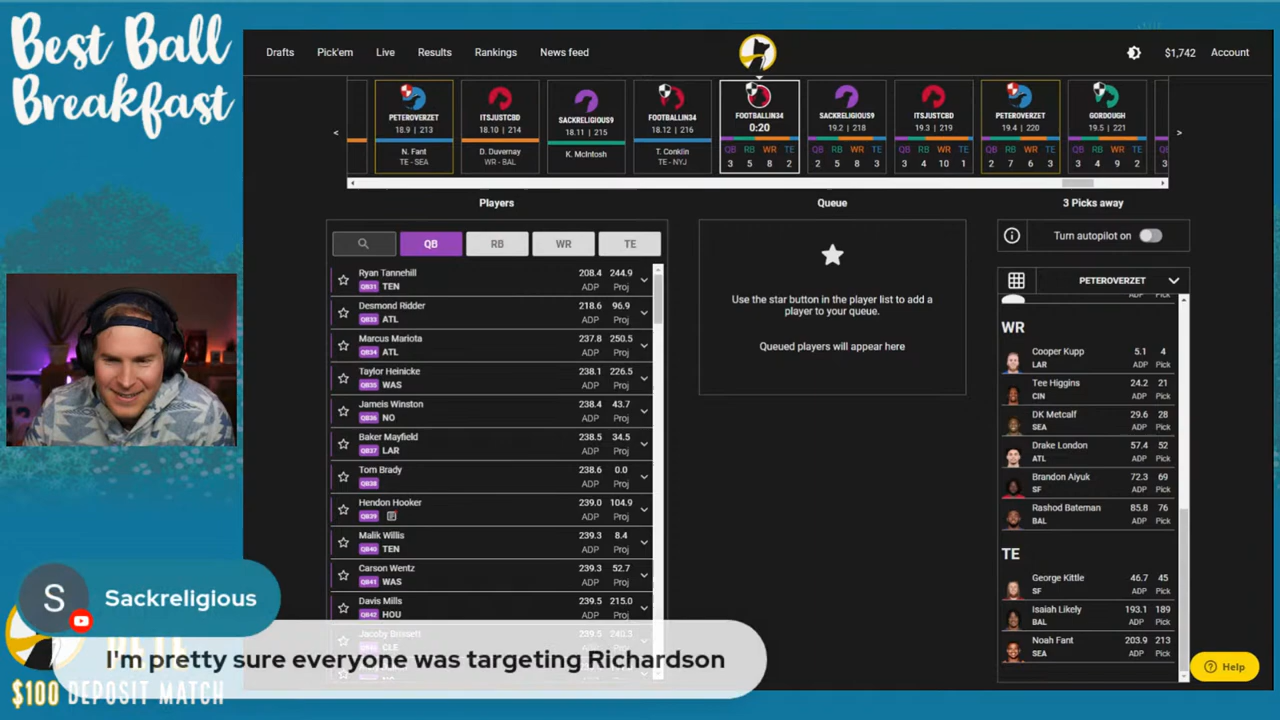 Best Ball
Breakfast
Drafts Pick'em Live Results Rankings News feed
$1,742 Account
PETEROVERZET
18.9 | 213
N. Fant
TE - SEA
ITSJUSTCBD
18.10 | 214
D. Duvernay
WR - BAL
SACKRELIGIOUS9
18.11 | 215
K. McIntosh
FOOTBALLIN34
18.12 | 216
T. Conklin
TE - NYJ
FOOTBALLIN34
0:20
QB RB WR TE
3 5 8 2
SACKRELIGIOUS9
19.2 | 218
QB RB WR TE
2 5 8 3
ITSJUSTCBD
19.3 | 219
QB RB WR TE
3 4 10 1
PETEROVERZET
19.4 | 220
QB RB WR TE
2 7 6 3
GORDOUGH
19.5 | 221
QB RB WR TE
3 4 9 2
Players
QB RB WR TE
Ryan Tannehill 208.4 244.9
QB31 TEN ADP Proj
Desmond Ridder 218.6 96.9
QB33 ATL ADP Proj
Marcus Mariota 237.8 250.5
QB34 ATL ADP Proj
Taylor Heinicke 238.1 226.5
QB35 WAS ADP Proj
Jameis Winston 238.4 43.7
QB36 NO ADP Proj
Baker Mayfield 238.5 34.5
QB37 LAR ADP Proj
Tom Brady 238.6 0.0
QB38 ADP Proj
Hendon Hooker 239.0 104.9
QB39 ADP Proj
Malik Willis 239.3 8.4
QB40 TEN ADP Proj
Carson Wentz 239.3 52.7
QB41 WAS ADP Proj
Davis Mills 239.5 215.0
QB42 HOU ADP Proj
Jacoby Brissett 239.5 240.3
CLE
Queue
Use the star button in the player list to add a
player to your queue.
Queued players will appear here
3 Picks away
Turn autopilot on
PETEROVERZET
ADP Pick
WR
Cooper Kupp 5.1 4
LAR ADP Pick
Tee Higgins 24.2 21
CIN ADP Pick
DK Metcalf 29.6 28
SEA ADP Pick
Drake London 57.4 52
ATL ADP Pick
Brandon Aiyuk 72.3 69
SF ADP Pick
Rashod Bateman 85.8 76
BAL ADP Pick
TE
George Kittle 46.7 45
SF ADP Pick
Isaiah Likely 193.1 189
BAL ADP Pick
Noah Fant 203.9 213
SEA ADP Pick
Help
S Sackreligious
I'm pretty sure everyone was targeting Richardson
$100 DEPOSIT MATCH